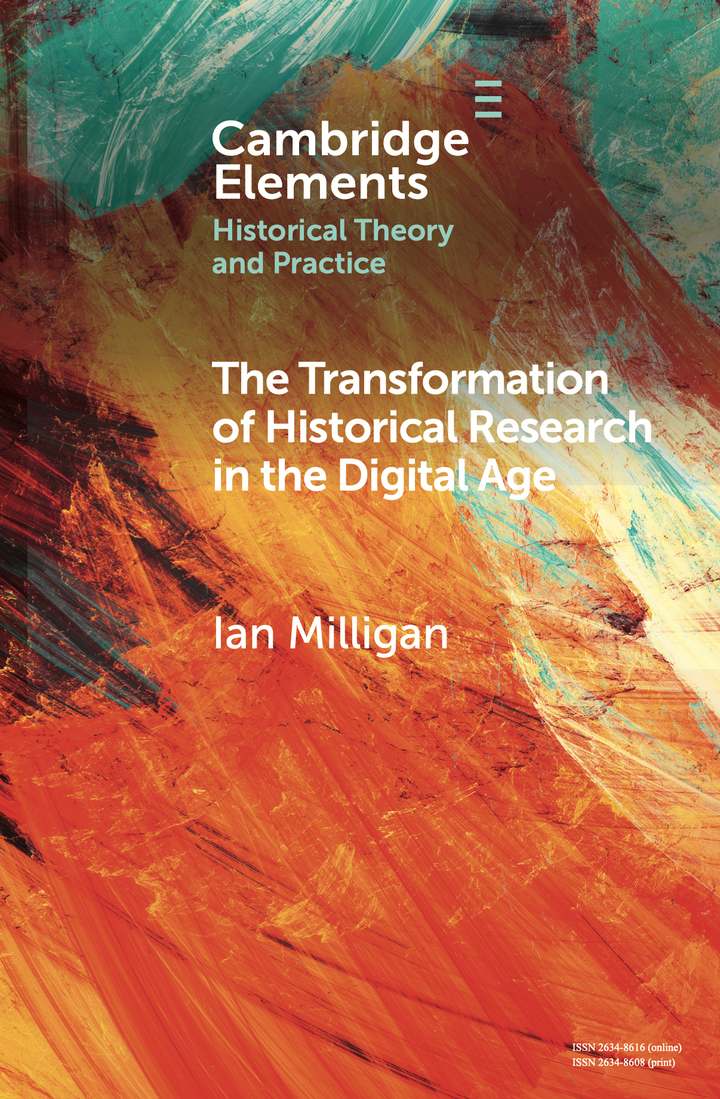 Cambridge
Elements
Historical Theory
and Practice
The Transformation
of Historical Research
in the Digital Age
Ian Milligan
ISSN 2634-8616 (online)
ISSN 2634-8608 (print)